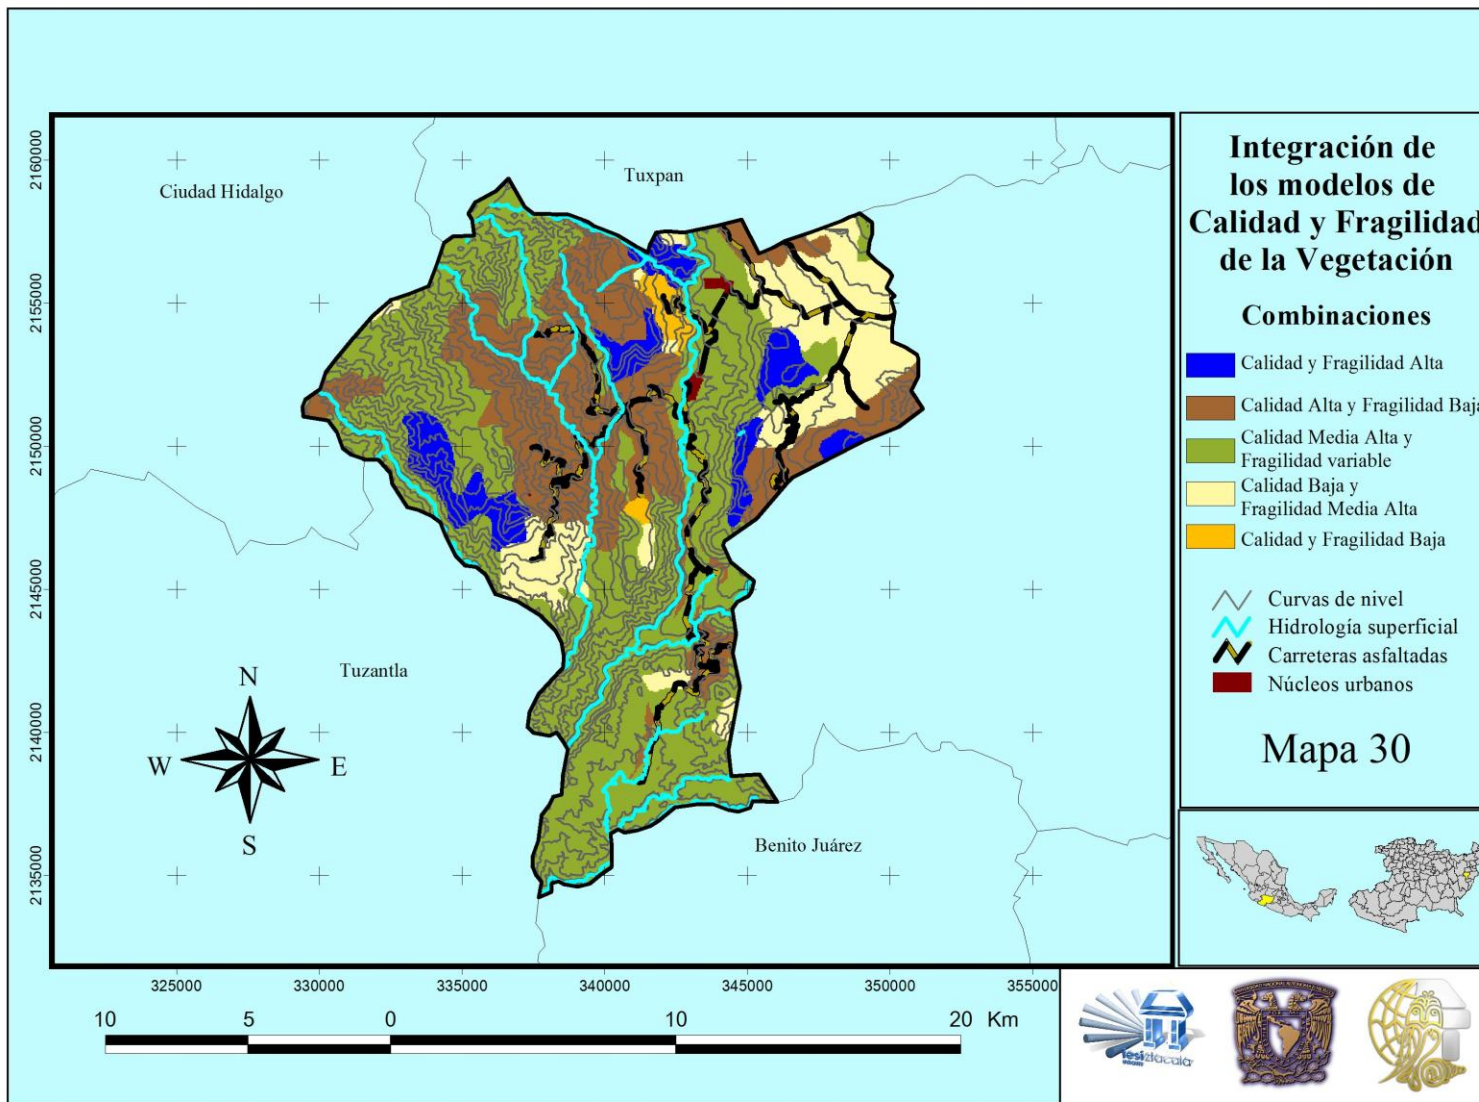 Integración de
los modelos de
Calidad y Fragilidad
de la Vegetación
Combinaciones
Calidad y Fragilidad Alta
Calidad Alta y Fragilidad Baja
Calidad Media Alta y
Fragilidad variable
Calidad Baja y
Fragilidad Media Alta
Calidad y Fragilidad Baja
Curvas de nivel
Hidrología superficial
Carreteras asfaltadas
Núcleos urbanos
Mapa 30
Ciudad Hidalgo
Tuxpan
Tuzantla
Benito Juárez
N
W E
S
2160000
2155000
2150000
2145000
2140000
2135000
325000 330000 335000 340000 345000 350000 355000
10 5 0 10 20 Km